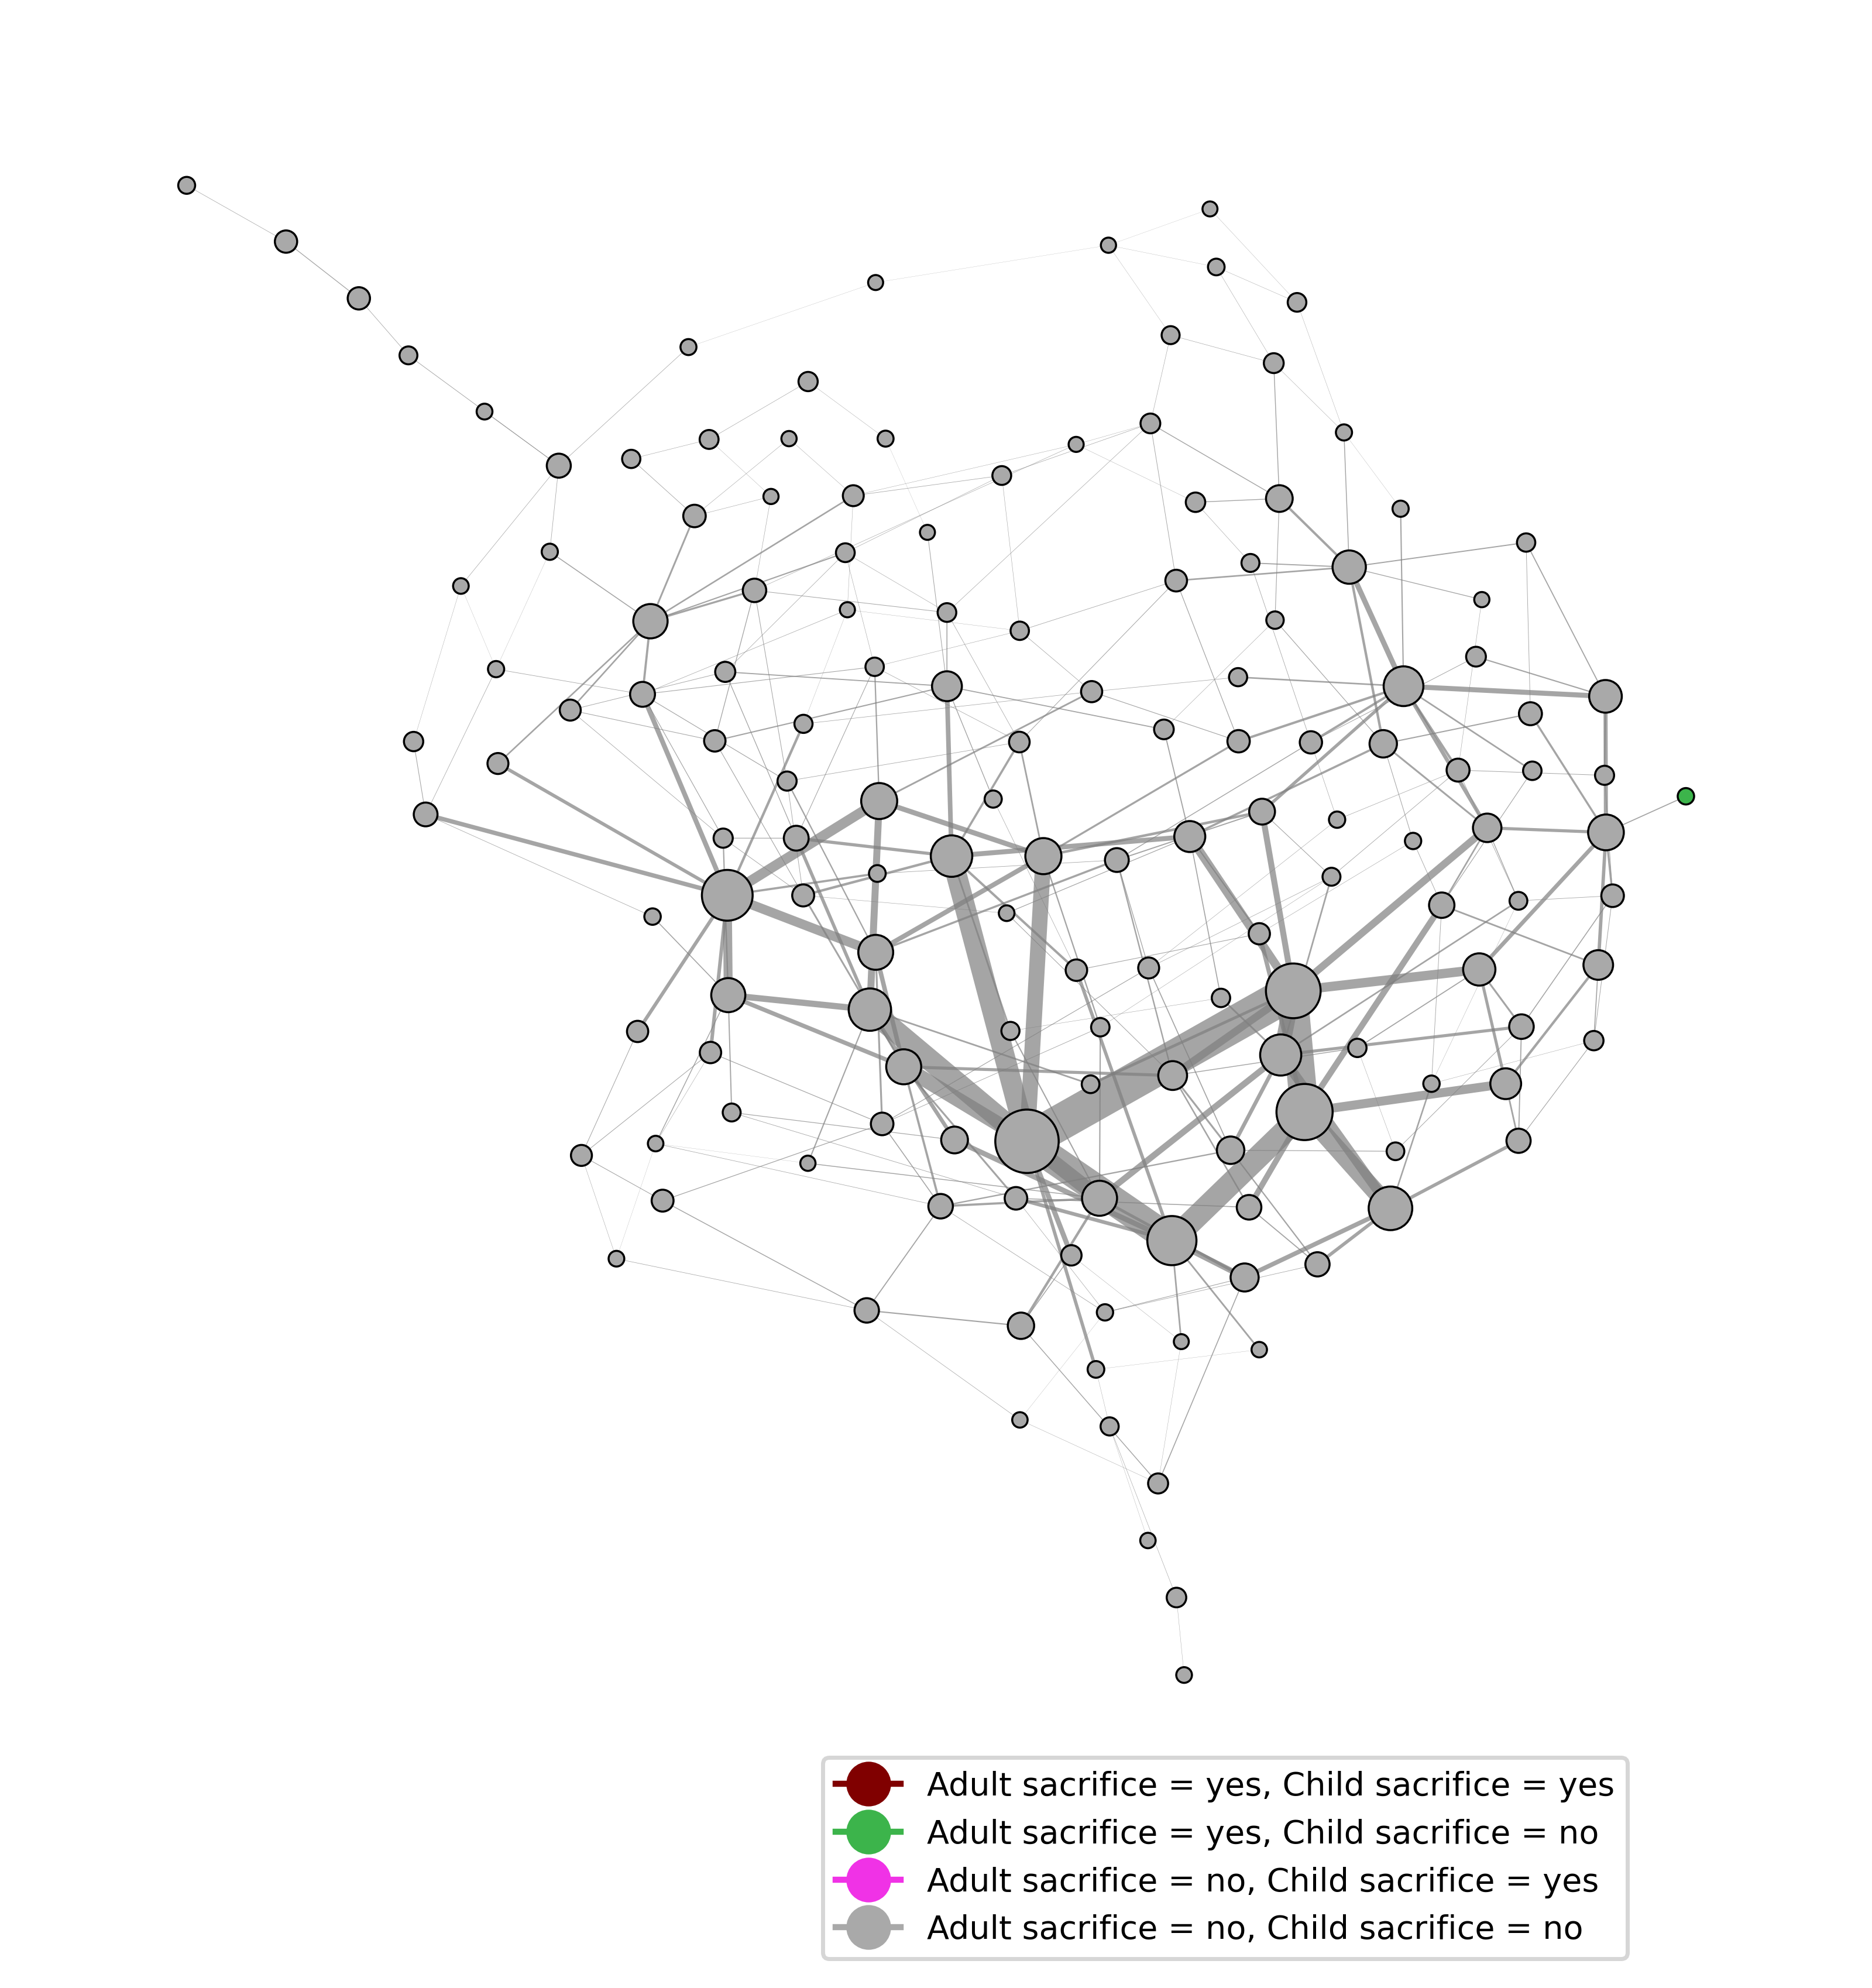 Adult sacrifice = yes, Child sacrifice = yes
Adult sacrifice = yes, Child sacrifice = no
Adult sacrifice = no, Child sacrifice = yes
Adult sacrifice = no, Child sacrifice = no